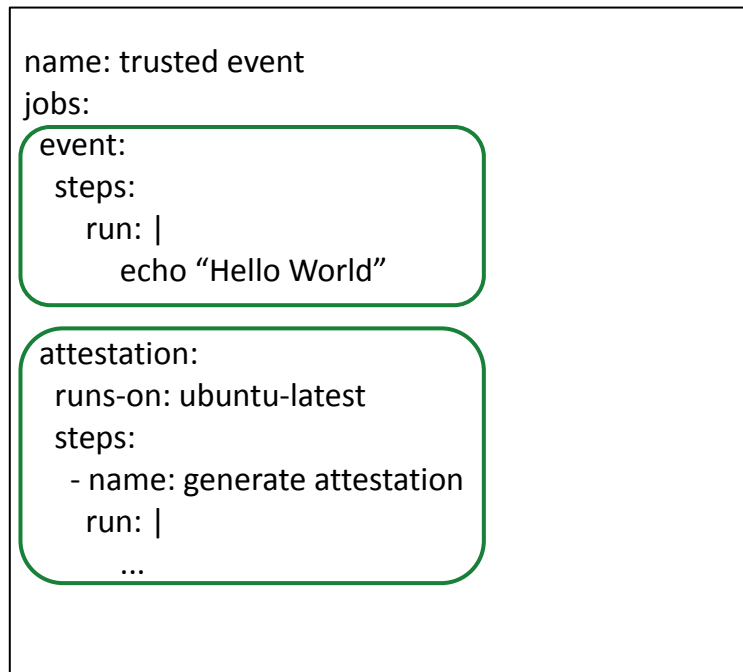 name: trusted event
jobs:
event:
steps:
run: |
echo “Hello World”
attestation:
runs-on: ubuntu-latest
steps:
- name: generate attestation
run: |
...